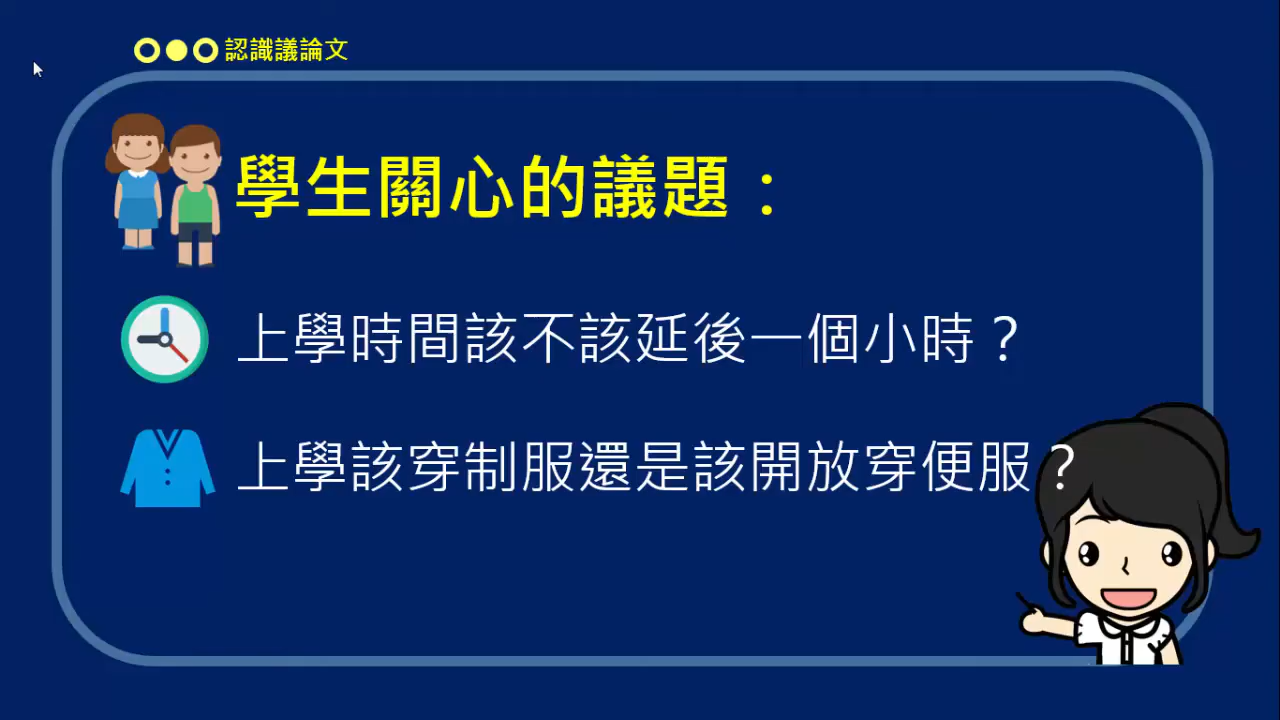 認識議論文
學生關心的議題：
上學時間該不該延後一個小時？
上學該穿制服還是該開放穿便服？